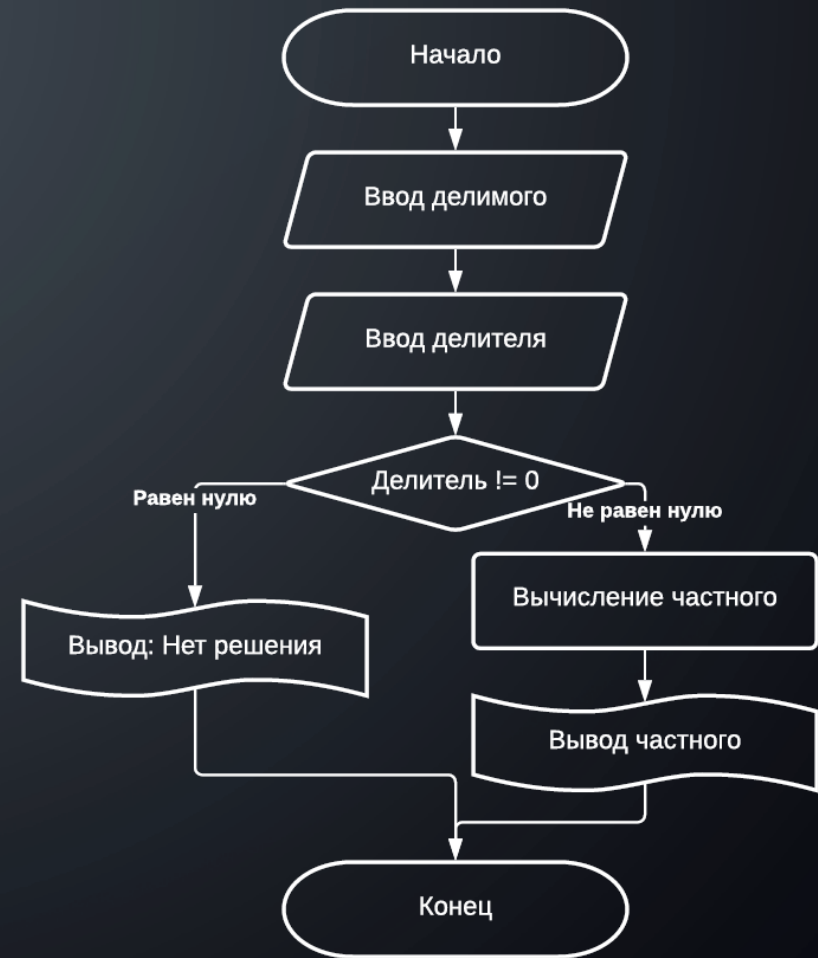 Начало
Ввод делимого
Ввод делителя
Делитель != 0
Равен нулю
Не равен нулю
Вычисление частного
Вывод: Нет решения
Вывод частного
Конец